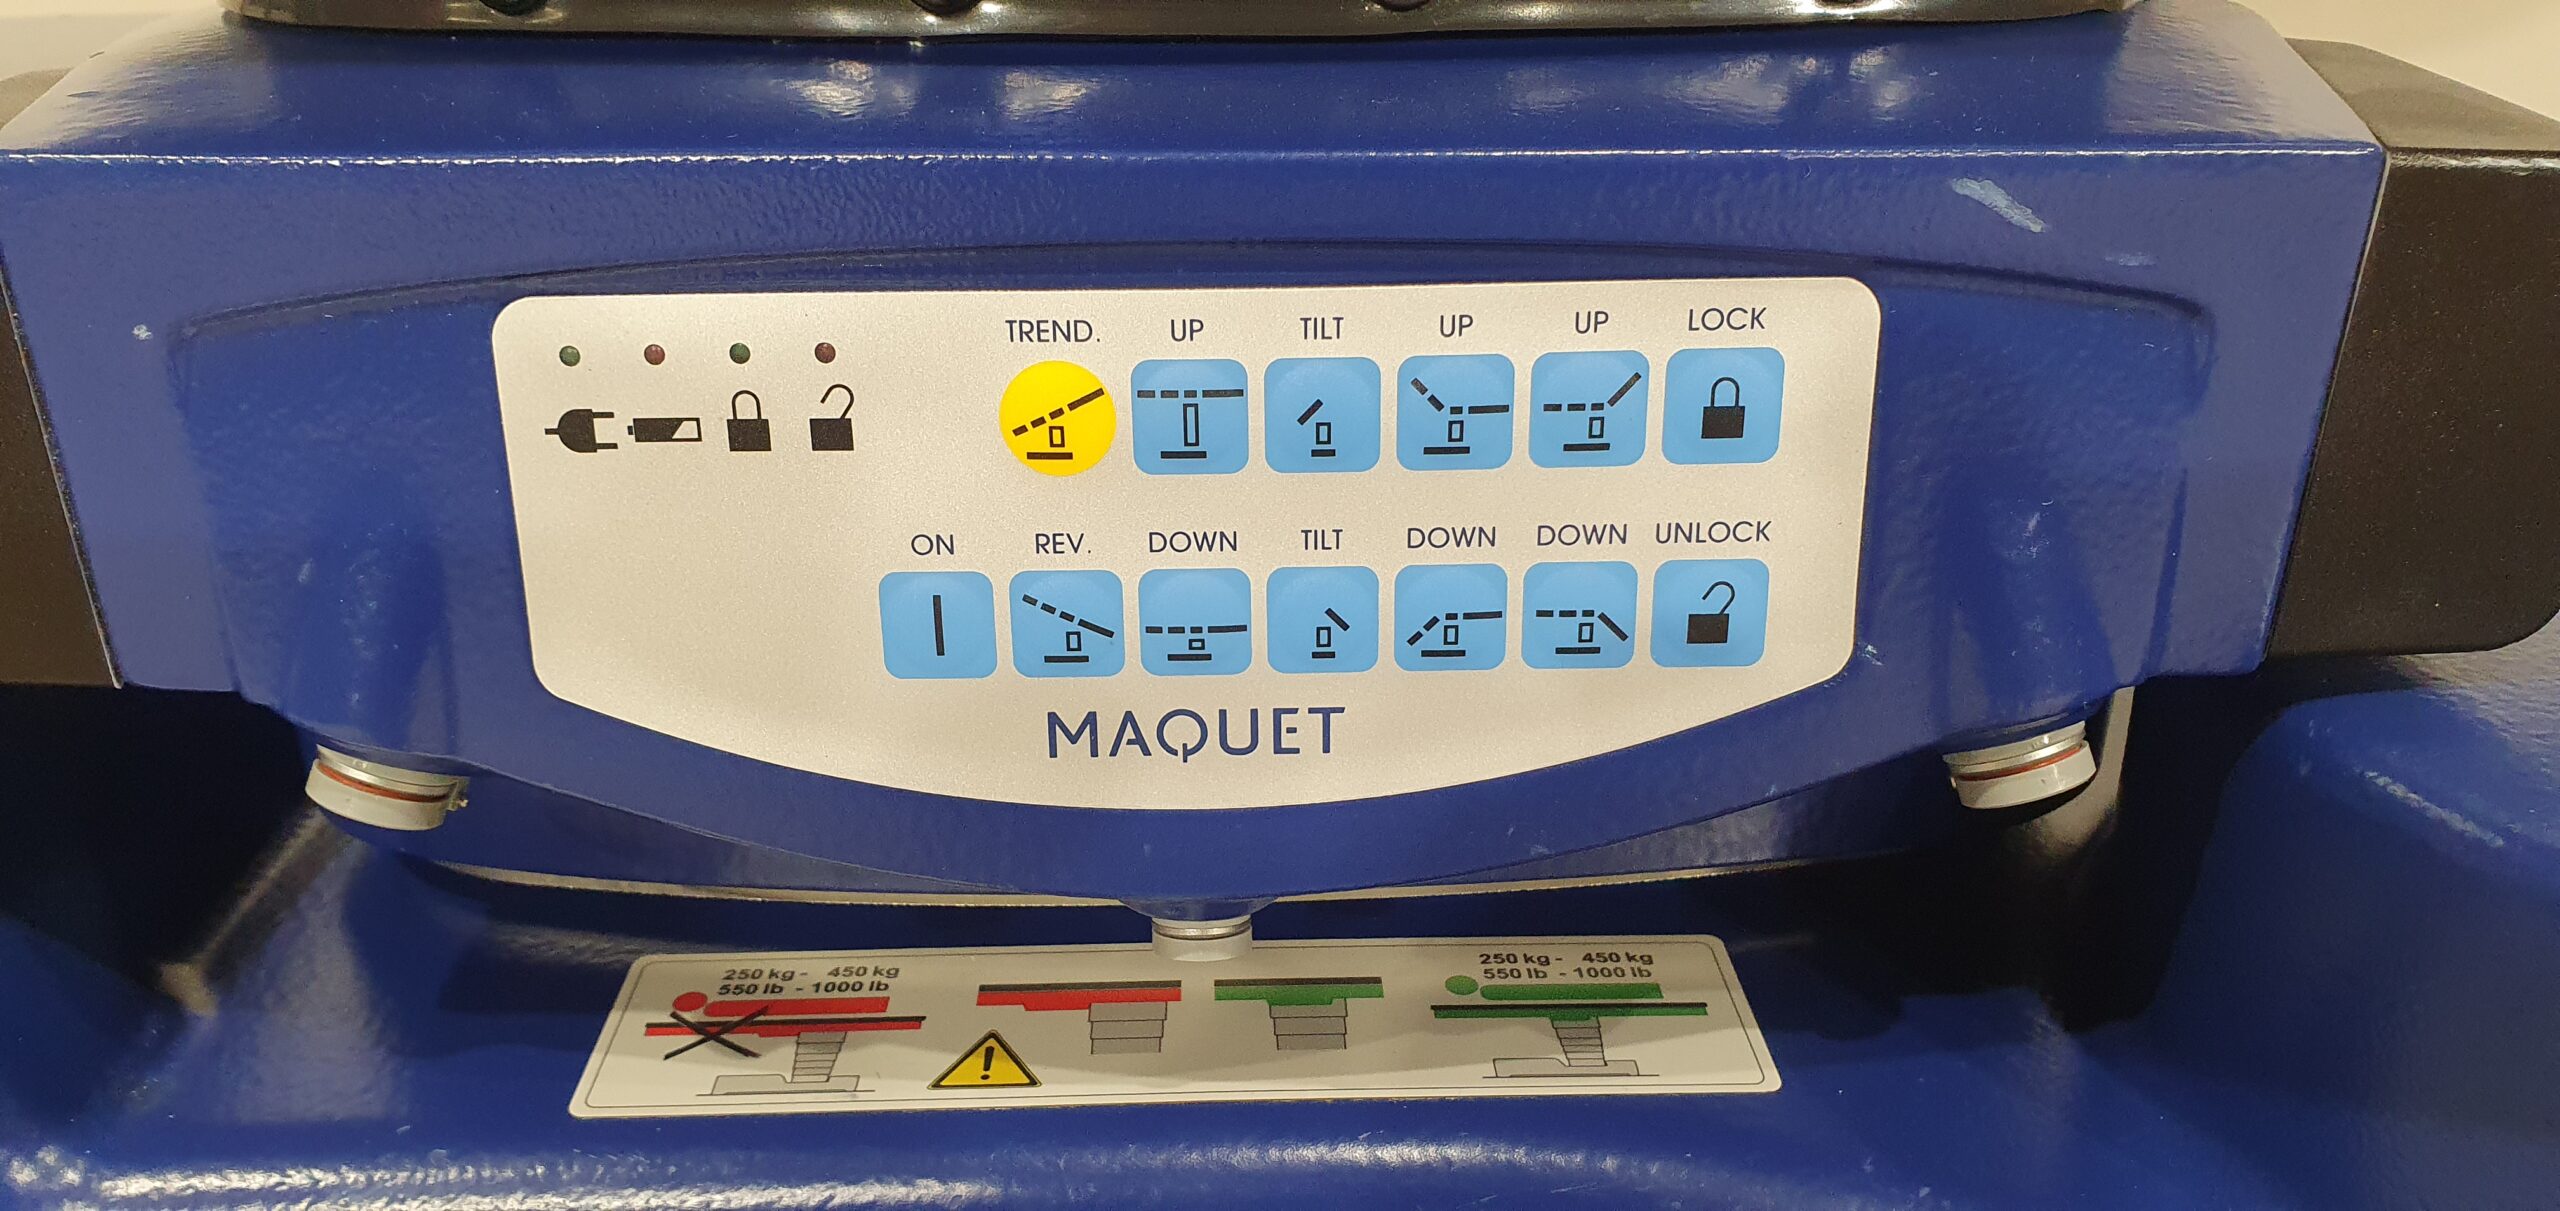 TREND. UP TILT UP UP LOCK
ON REV. DOWN TILT DOWN DOWN UNLOCK
MAQUET
250 kg - 450 kg
550 lb - 1000 lb
250 kg - 450 kg
550 lb - 1000 lb